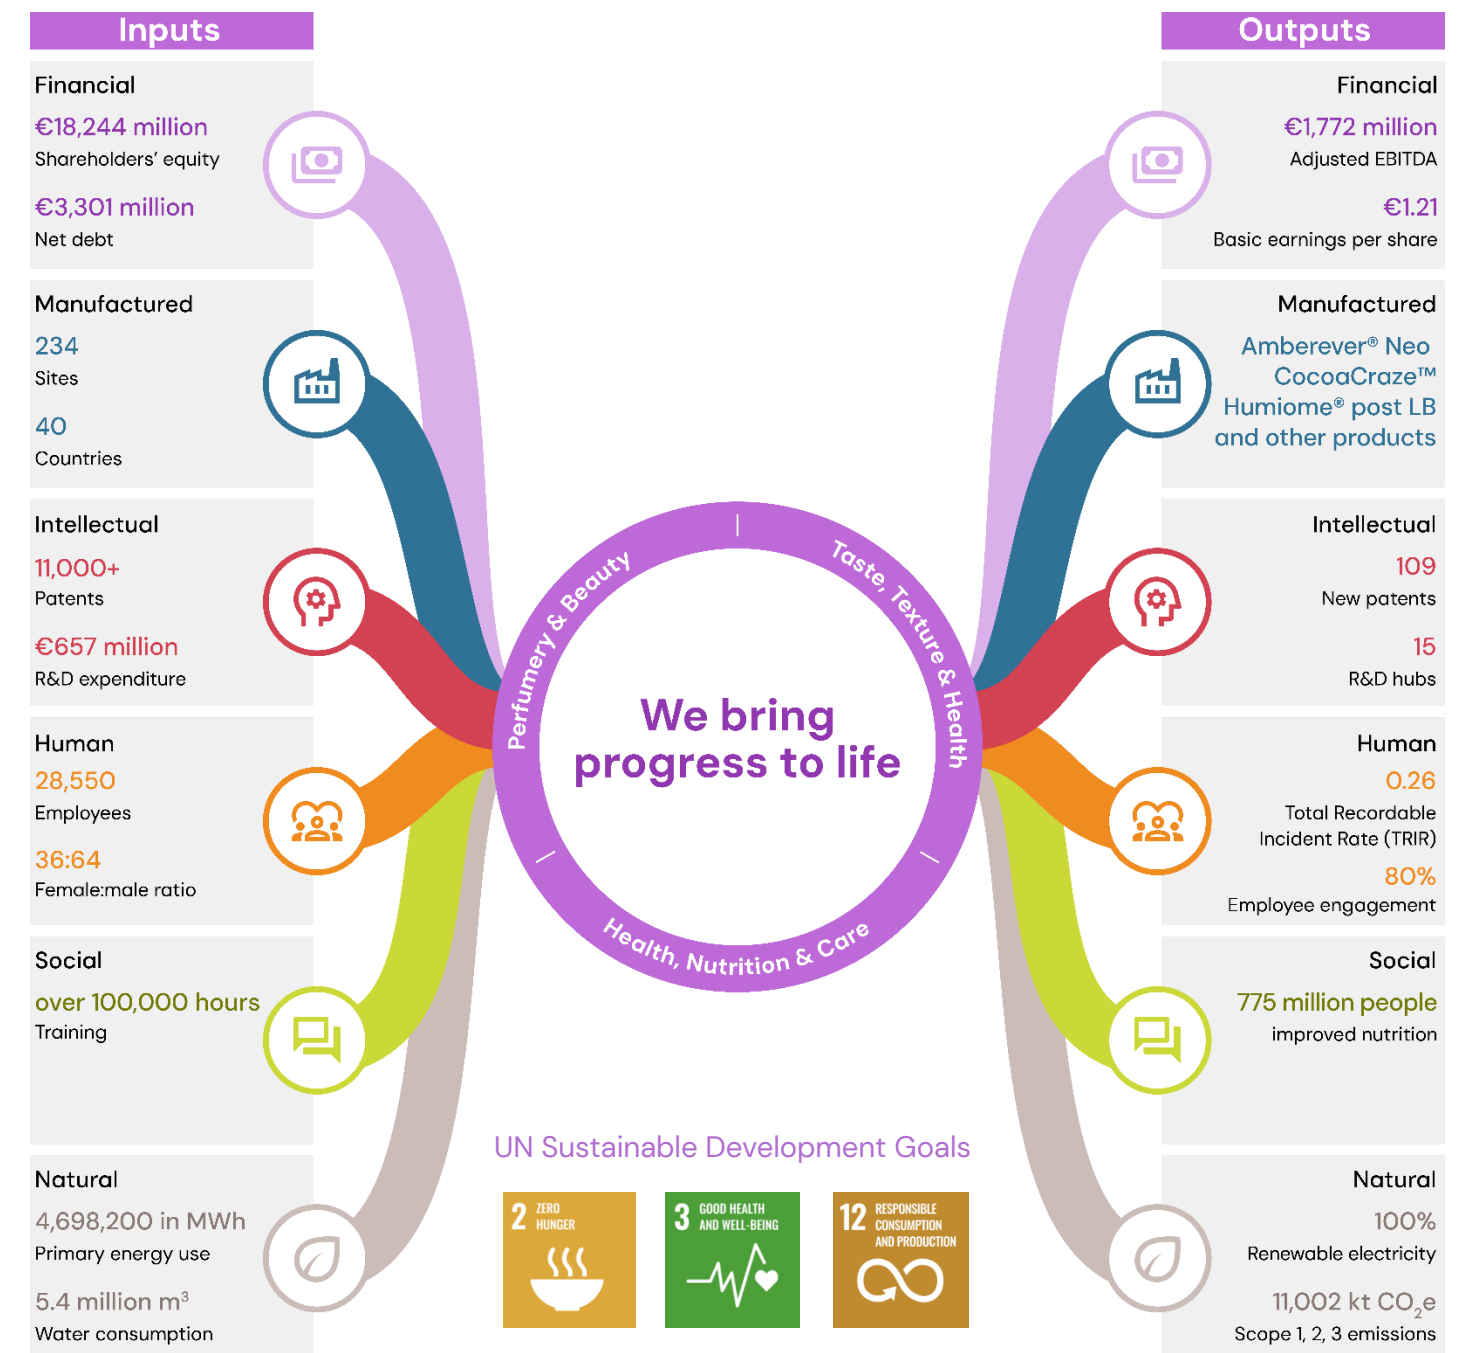 Inputs
Financial
€18,244 million
Shareholders’ equity
€3,301 million
Net debt
Manufactured
234
Sites
40
Countries
Intellectual
11,000+
Patents
€657 million
R&D expenditure
Human
28,550
Employees
36:64
Female:male ratio
Social
over 100,000 hours
Training
Natural
4,698,200 in MWh
Primary energy use
5.4 million m³
Water consumption
Perfumery & Beauty
Taste, Texture & Health
Health, Nutrition & Care
We bring
progress to life
UN Sustainable Development Goals
2 ZERO
HUNGER
3 GOOD HEALTH
AND WELL-BEING
12 RESPONSIBLE
CONSUMPTION
AND PRODUCTION
Outputs
Financial
€1,772 million
Adjusted EBITDA
€1.21
Basic earnings per share
Manufactured
Amberever® Neo
CocoaCraze™
Humiome® post LB
and other products
Intellectual
109
New patents
15
R&D hubs
Human
0.26
Total Recordable
Incident Rate (TRIR)
80%
Employee engagement
Social
775 million people
improved nutrition
Natural
100%
Renewable electricity
11,002 kt CO₂e
Scope 1, 2, 3 emissions